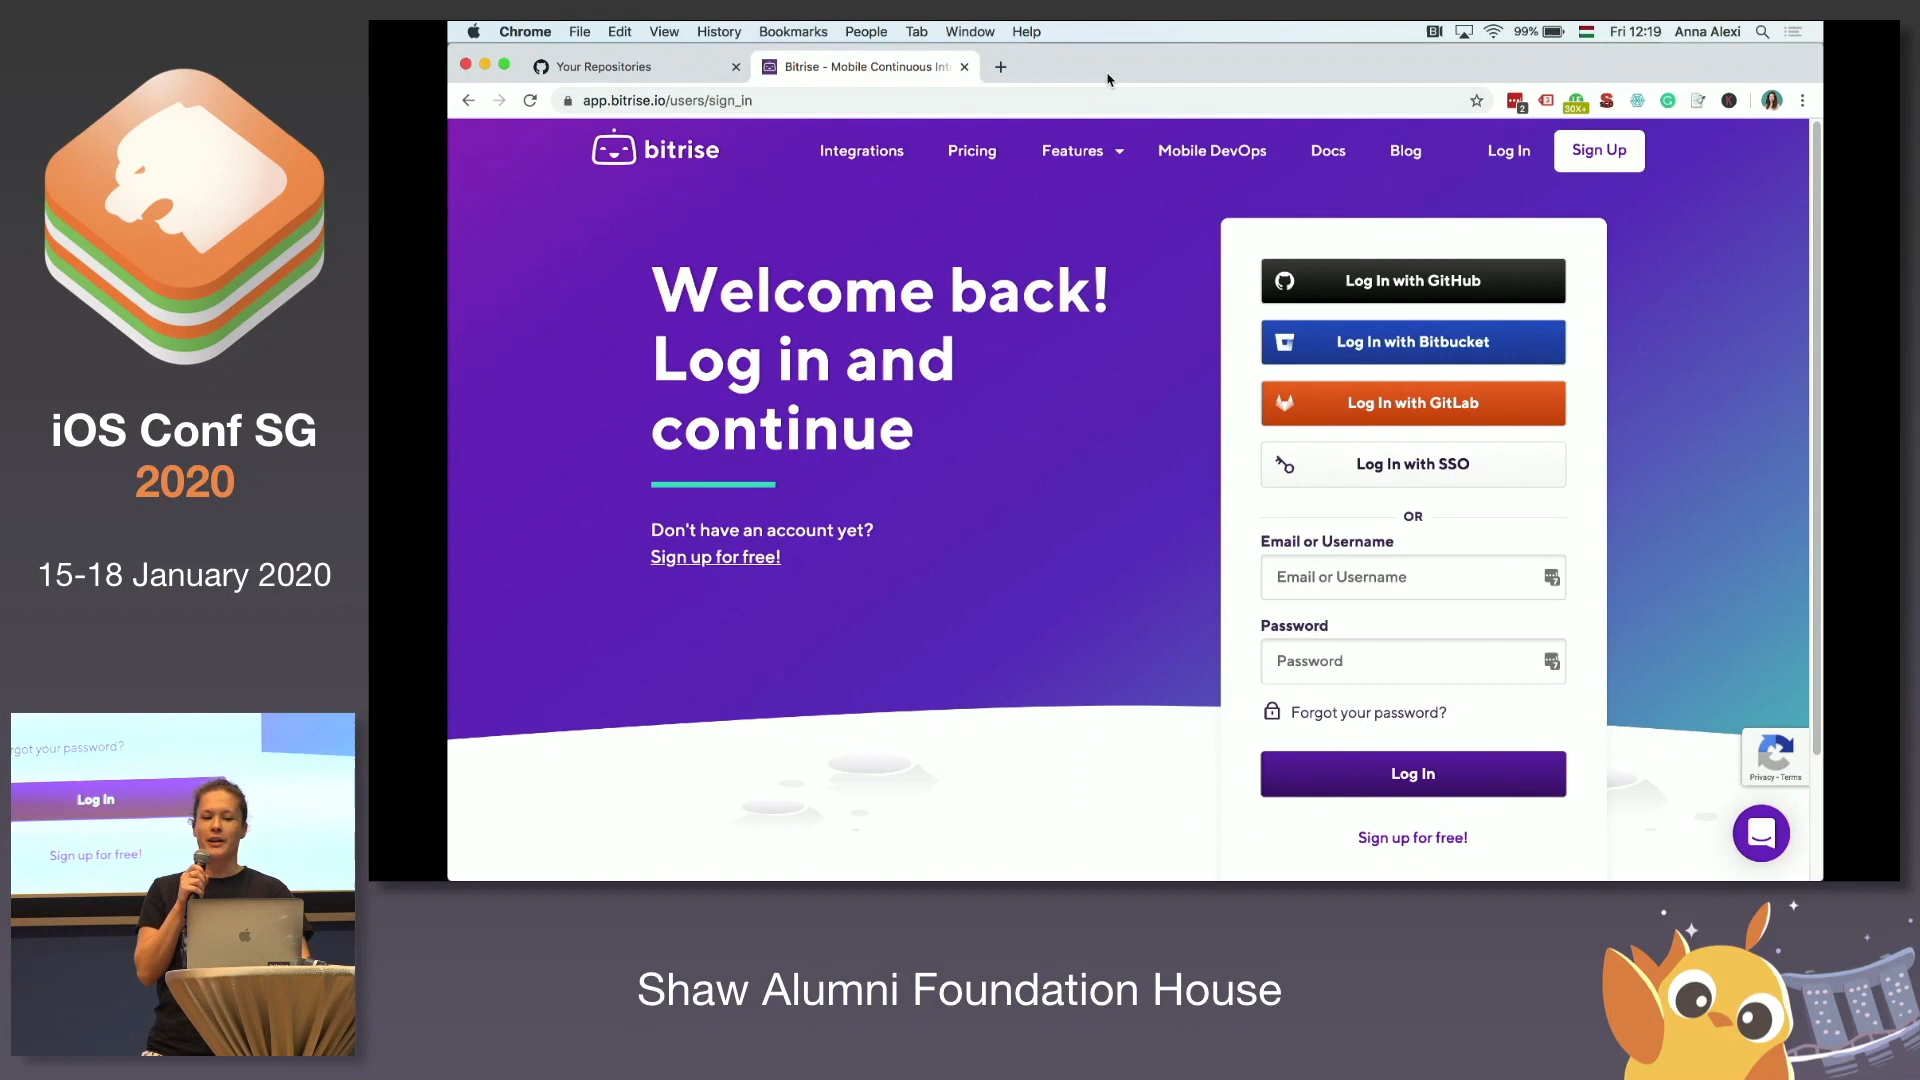 iOS Conf SG
2020
15-18 January 2020
Chrome File Edit View History Bookmarks People Tab Window Help
99% Fri 12:19 Anna Alexi
Your Repositories
Bitrise - Mobile Continuous Int
app.bitrise.io/users/sign_in
2
30X+
bitrise
Integrations Pricing Features Mobile DevOps Docs Blog Log In Sign Up
Welcome back!
Log in and
continue
Don't have an account yet?
Sign up for free!
Log In with GitHub
Log In with Bitbucket
Log In with GitLab
Log In with SSO
OR
Email or Username
Email or Username
Password
Password
Forgot your password?
Log In
Sign up for free!
Privacy - Terms
rgot your password?
Log In
Sign up for free!
Shaw Alumni Foundation House